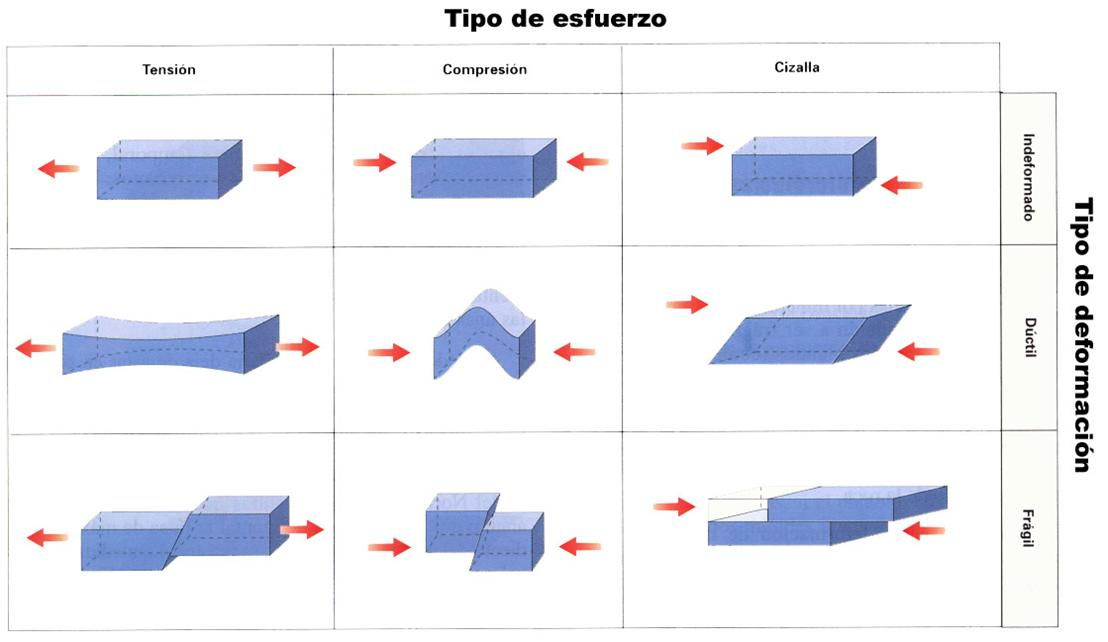 Tipo de esfuerzo
Tensión
Compresión
Cizalla
Indeformado
Dúctil
Frágil
Tipo de deformación